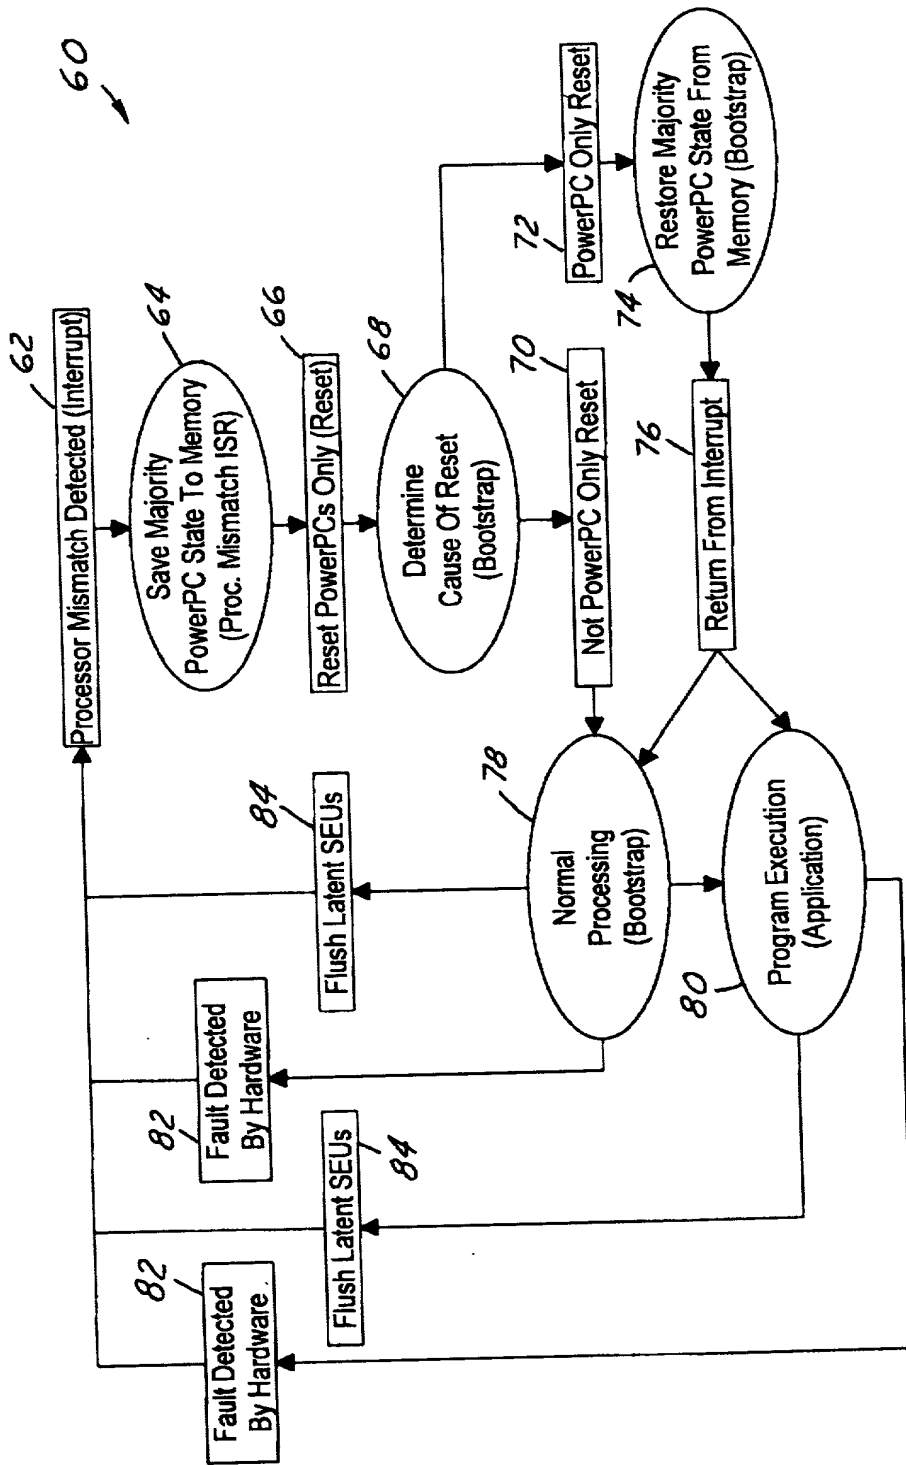 60
62
Processor Mismatch Detected (Interrupt)
64
Save Majority
PowerPC State To Memory
(Proc. Mismatch ISR)
66
Reset PowerPCs Only (Reset)
68
Determine
Cause Of Reset
(Bootstrap)
70
Not PowerPC Only Reset
72
PowerPC Only Reset
74
Restore Majority
PowerPC State From
Memory (Bootstrap)
76
Return From Interrupt
78
Normal
Processing
(Bootstrap)
80
Program Execution
(Application)
84
Flush Latent SEUs
82
Fault Detected
By Hardware
84
Flush Latent SEUs
82
Fault Detected
By Hardware